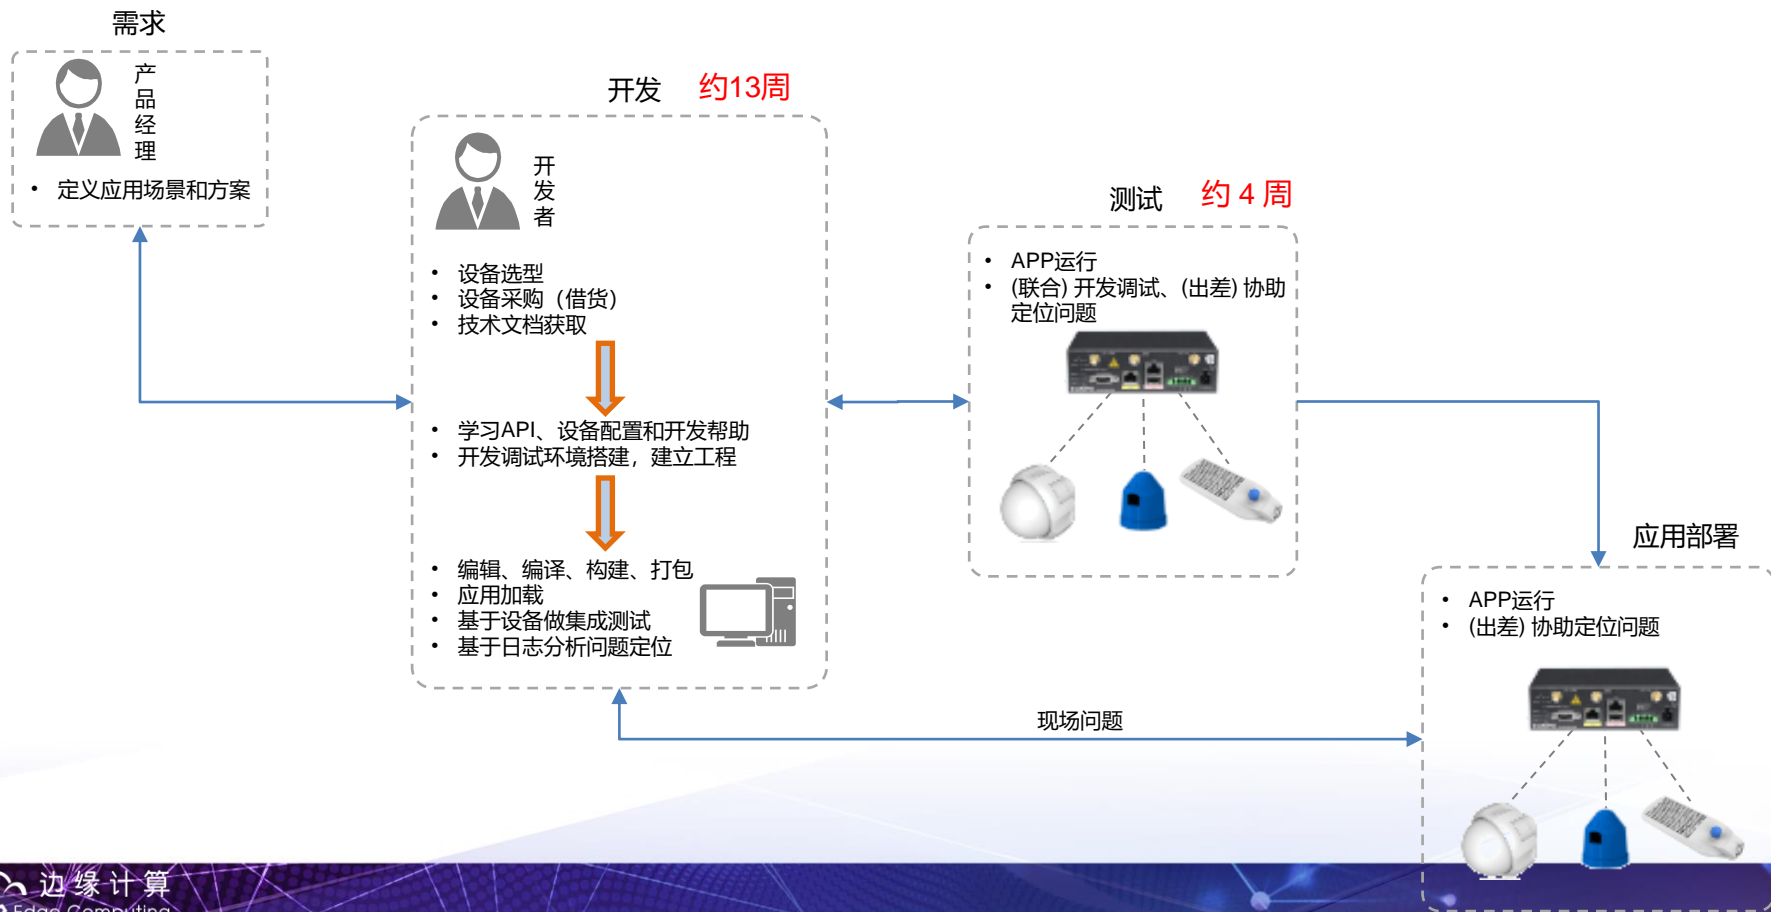 需求
产品经理
• 定义应用场景和方案
开发 约13周
开发者
• 设备选型
• 设备采购（借货）
• 技术文档获取
• 学习API、设备配置和开发帮助
• 开发调试环境搭建，建立工程
• 编辑、编译、构建、打包
• 应用加载
• 基于设备做集成测试
• 基于日志分析问题定位
测试 约 4 周
• APP运行
• (联合) 开发调试、(出差) 协助
定位问题
应用部署
• APP运行
• (出差) 协助定位问题
现场问题
边缘计算
Edge Computing